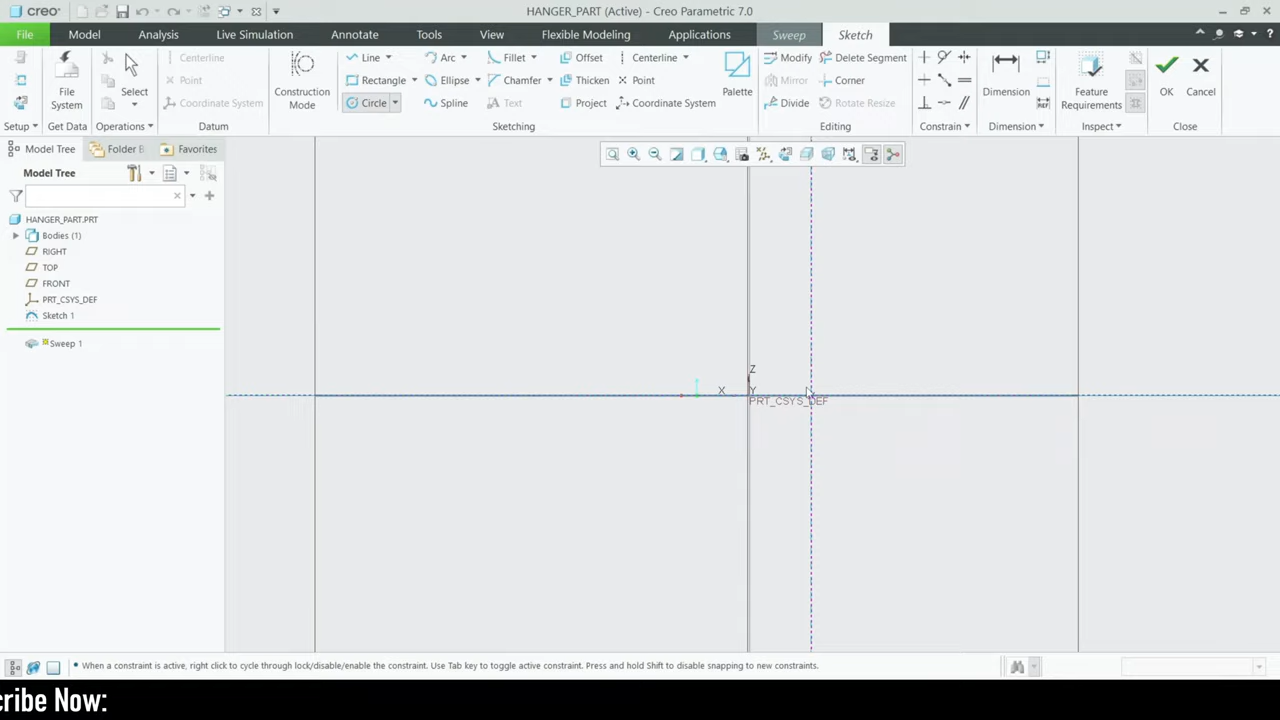 creo
HANGER_PART (Active) - Creo Parametric 7.0
File
Model
Analysis
Live Simulation
Annotate
Tools
View
Flexible Modeling
Applications
Sweep
Sketch
File System
Select
Centerline
Point
Coordinate System
Construction Mode
Line
Rectangle
Circle
Arc
Ellipse
Spline
Fillet
Chamfer
Text
Offset
Thicken
Project
Centerline
Point
Coordinate System
Palette
Modify
Mirror
Divide
Delete Segment
Corner
Rotate Resize
Dimension
REF
Feature Requirements
OK
Cancel
Setup
Get Data
Operations
Datum
Sketching
Editing
Constrain
Dimension
Inspect
Close
Model Tree
Folder B
Favorites
Model Tree
HANGER_PART.PRT
Bodies (1)
RIGHT
TOP
FRONT
PRT_CSYS_DEF
Sketch 1
Sweep 1
Z
X
Y
PRT_CSYS_DEF
When a constraint is active, right click to cycle through lock/disable/enable the constraint. Use Tab key to toggle active constraint. Press and hold Shift to disable snapping to new constraints.
cribe Now: